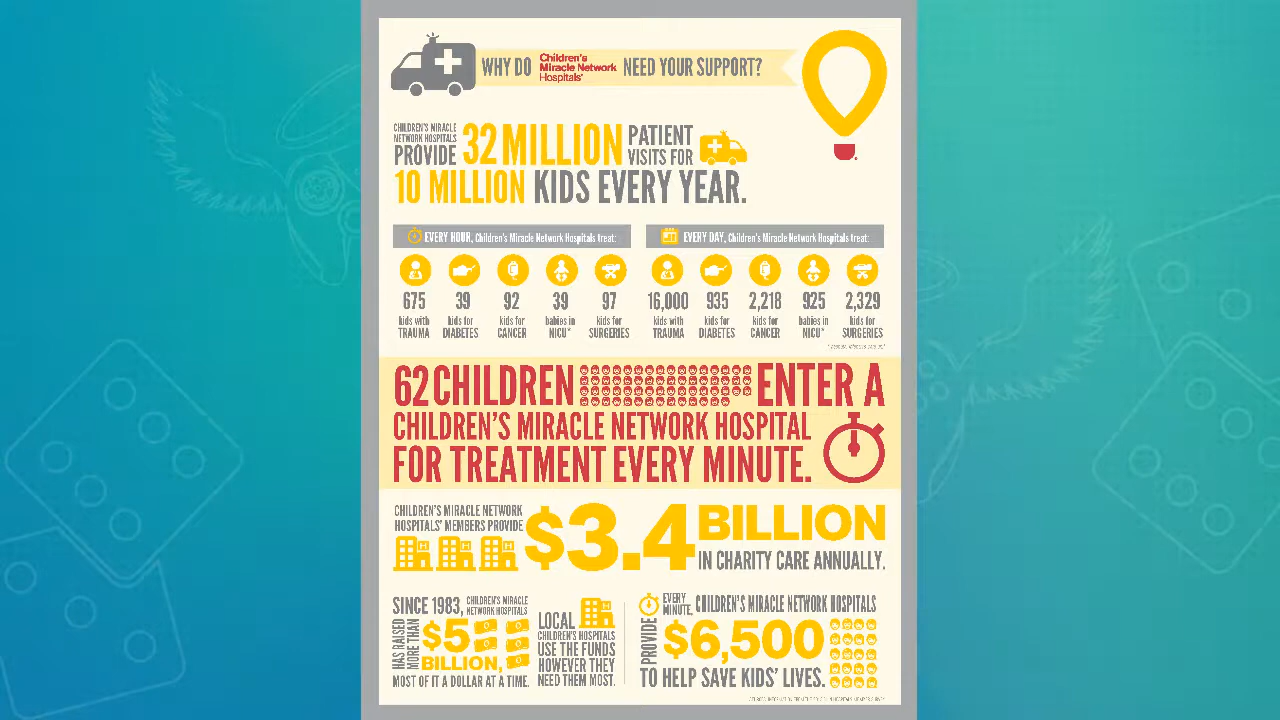 WHY DO Children's Miracle Network Hospitals' NEED YOUR SUPPORT?
CHILDREN'S MIRACLE
NETWORK HOSPITALS
PROVIDE 32 MILLION PATIENT VISITS FOR
10 MILLION KIDS EVERY YEAR.
EVERY HOUR, Children's Miracle Network Hospitals treat:
675 kids with TRAUMA
39 kids for DIABETES
92 kids for CANCER
39 babies in NICU*
97 kids for SURGERIES
EVERY DAY, Children's Miracle Network Hospitals treat:
16,000 kids with TRAUMA
935 kids for DIABETES
2,218 kids for CANCER
925 babies in NICU*
2,329 kids for SURGERIES
62 CHILDREN ENTER A
CHILDREN'S MIRACLE NETWORK HOSPITAL
FOR TREATMENT EVERY MINUTE.
CHILDREN'S MIRACLE NETWORK
HOSPITALS' MEMBERS PROVIDE
$3.4 BILLION
IN CHARITY CARE ANNUALLY.
SINCE 1983, CHILDREN'S MIRACLE NETWORK HOSPITALS
HAS RAISED MORE THAN
$5
BILLION,
MOST OF IT A DOLLAR AT A TIME.
LOCAL
CHILDREN'S HOSPITALS
USE THE FUNDS
HOWEVER THEY
NEED THEM MOST.
EVERY MINUTE, CHILDREN'S MIRACLE NETWORK HOSPITALS
PROVIDE $6,500
TO HELP SAVE KIDS' LIVES.